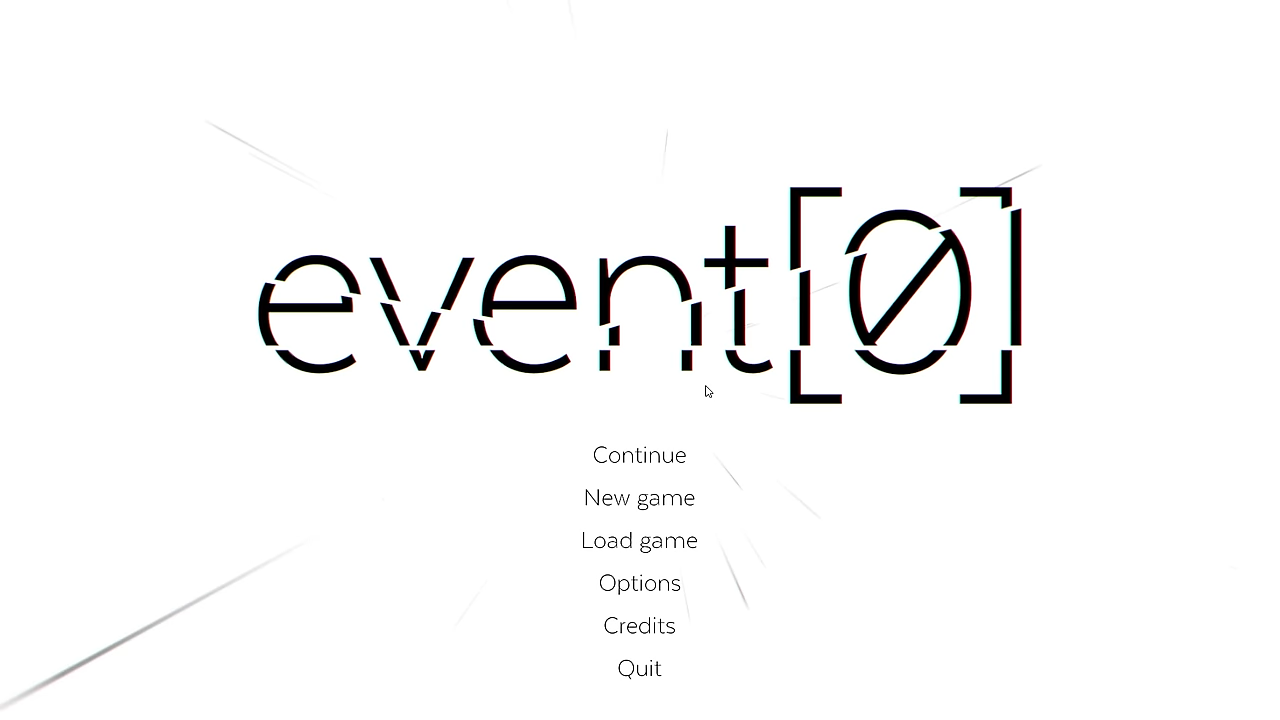 event[0]
Continue
New game
Load game
Options
Credits
Quit